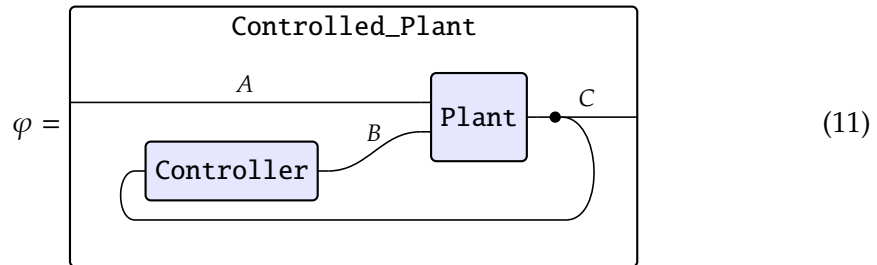 Controlled_Plant
A
C
φ =
Plant
(11)
B
Controller